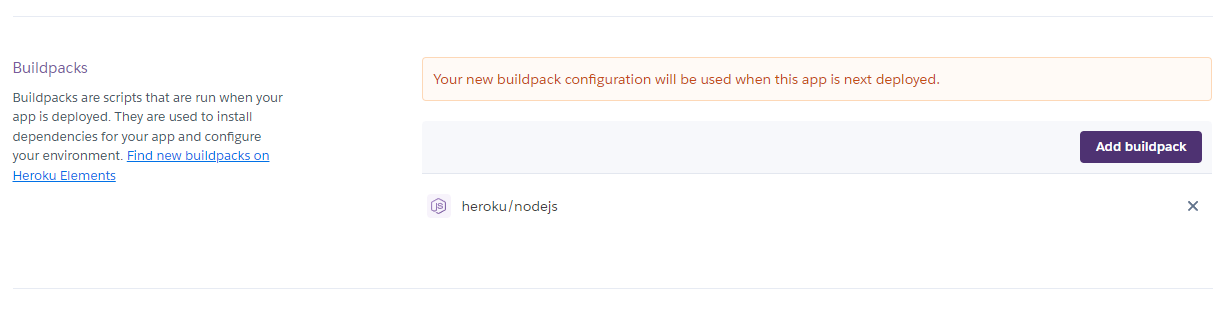 Buildpacks
Buildpacks are scripts that are run when your
app is deployed. They are used to install
dependencies for your app and configure
your environment. Find new buildpacks on
Heroku Elements
Your new buildpack configuration will be used when this app is next deployed.
Add buildpack
JS heroku/nodejs